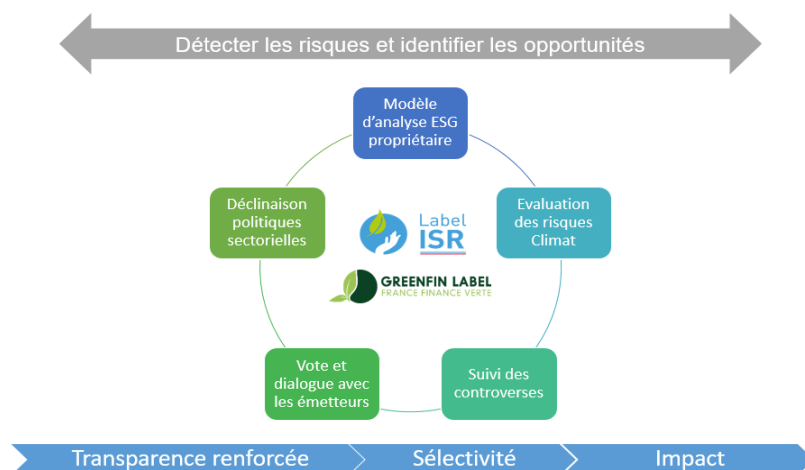 Détecter les risques et identifier les opportunités
Modèle
d'analyse ESG
propriétaire
Déclinaison
politiques
sectorielles
Label
ISR
Evaluation
des risques
Climat
GREENFIN LABEL
FRANCE FINANCE VERTE
Vote et
dialogue avec
les émetteurs
Suivi des
controverses
Transparence renforcée
Sélectivité
Impact